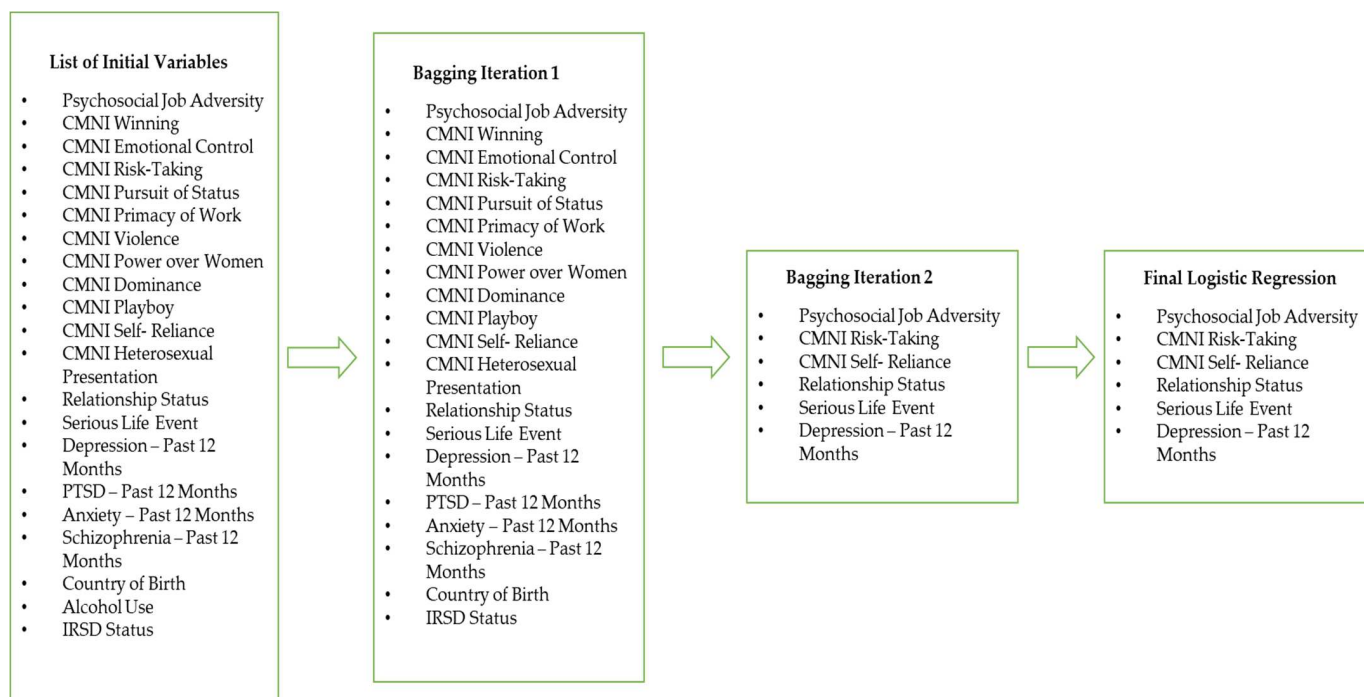 List of Initial Variables
• Psychosocial Job Adversity
• CMNI Winning
• CMNI Emotional Control
• CMNI Risk-Taking
• CMNI Pursuit of Status
• CMNI Primacy of Work
• CMNI Violence
• CMNI Power over Women
• CMNI Dominance
• CMNI Playboy
• CMNI Self- Reliance
• CMNI Heterosexual
Presentation
• Relationship Status
• Serious Life Event
• Depression – Past 12
Months
• PTSD – Past 12 Months
• Anxiety – Past 12 Months
• Schizophrenia – Past 12
Months
• Country of Birth
• Alcohol Use
• IRSD Status
Bagging Iteration 1
• Psychosocial Job Adversity
• CMNI Winning
• CMNI Emotional Control
• CMNI Risk-Taking
• CMNI Pursuit of Status
• CMNI Primacy of Work
• CMNI Violence
• CMNI Power over Women
• CMNI Dominance
• CMNI Playboy
• CMNI Self- Reliance
• CMNI Heterosexual
Presentation
• Relationship Status
• Serious Life Event
• Depression – Past 12
Months
• PTSD – Past 12 Months
• Anxiety – Past 12 Months
• Schizophrenia – Past 12
Months
• Country of Birth
• IRSD Status
Bagging Iteration 2
• Psychosocial Job Adversity
• CMNI Risk-Taking
• CMNI Self- Reliance
• Relationship Status
• Serious Life Event
• Depression – Past 12
Months
Final Logistic Regression
• Psychosocial Job Adversity
• CMNI Risk-Taking
• CMNI Self- Reliance
• Relationship Status
• Serious Life Event
• Depression – Past 12
Months